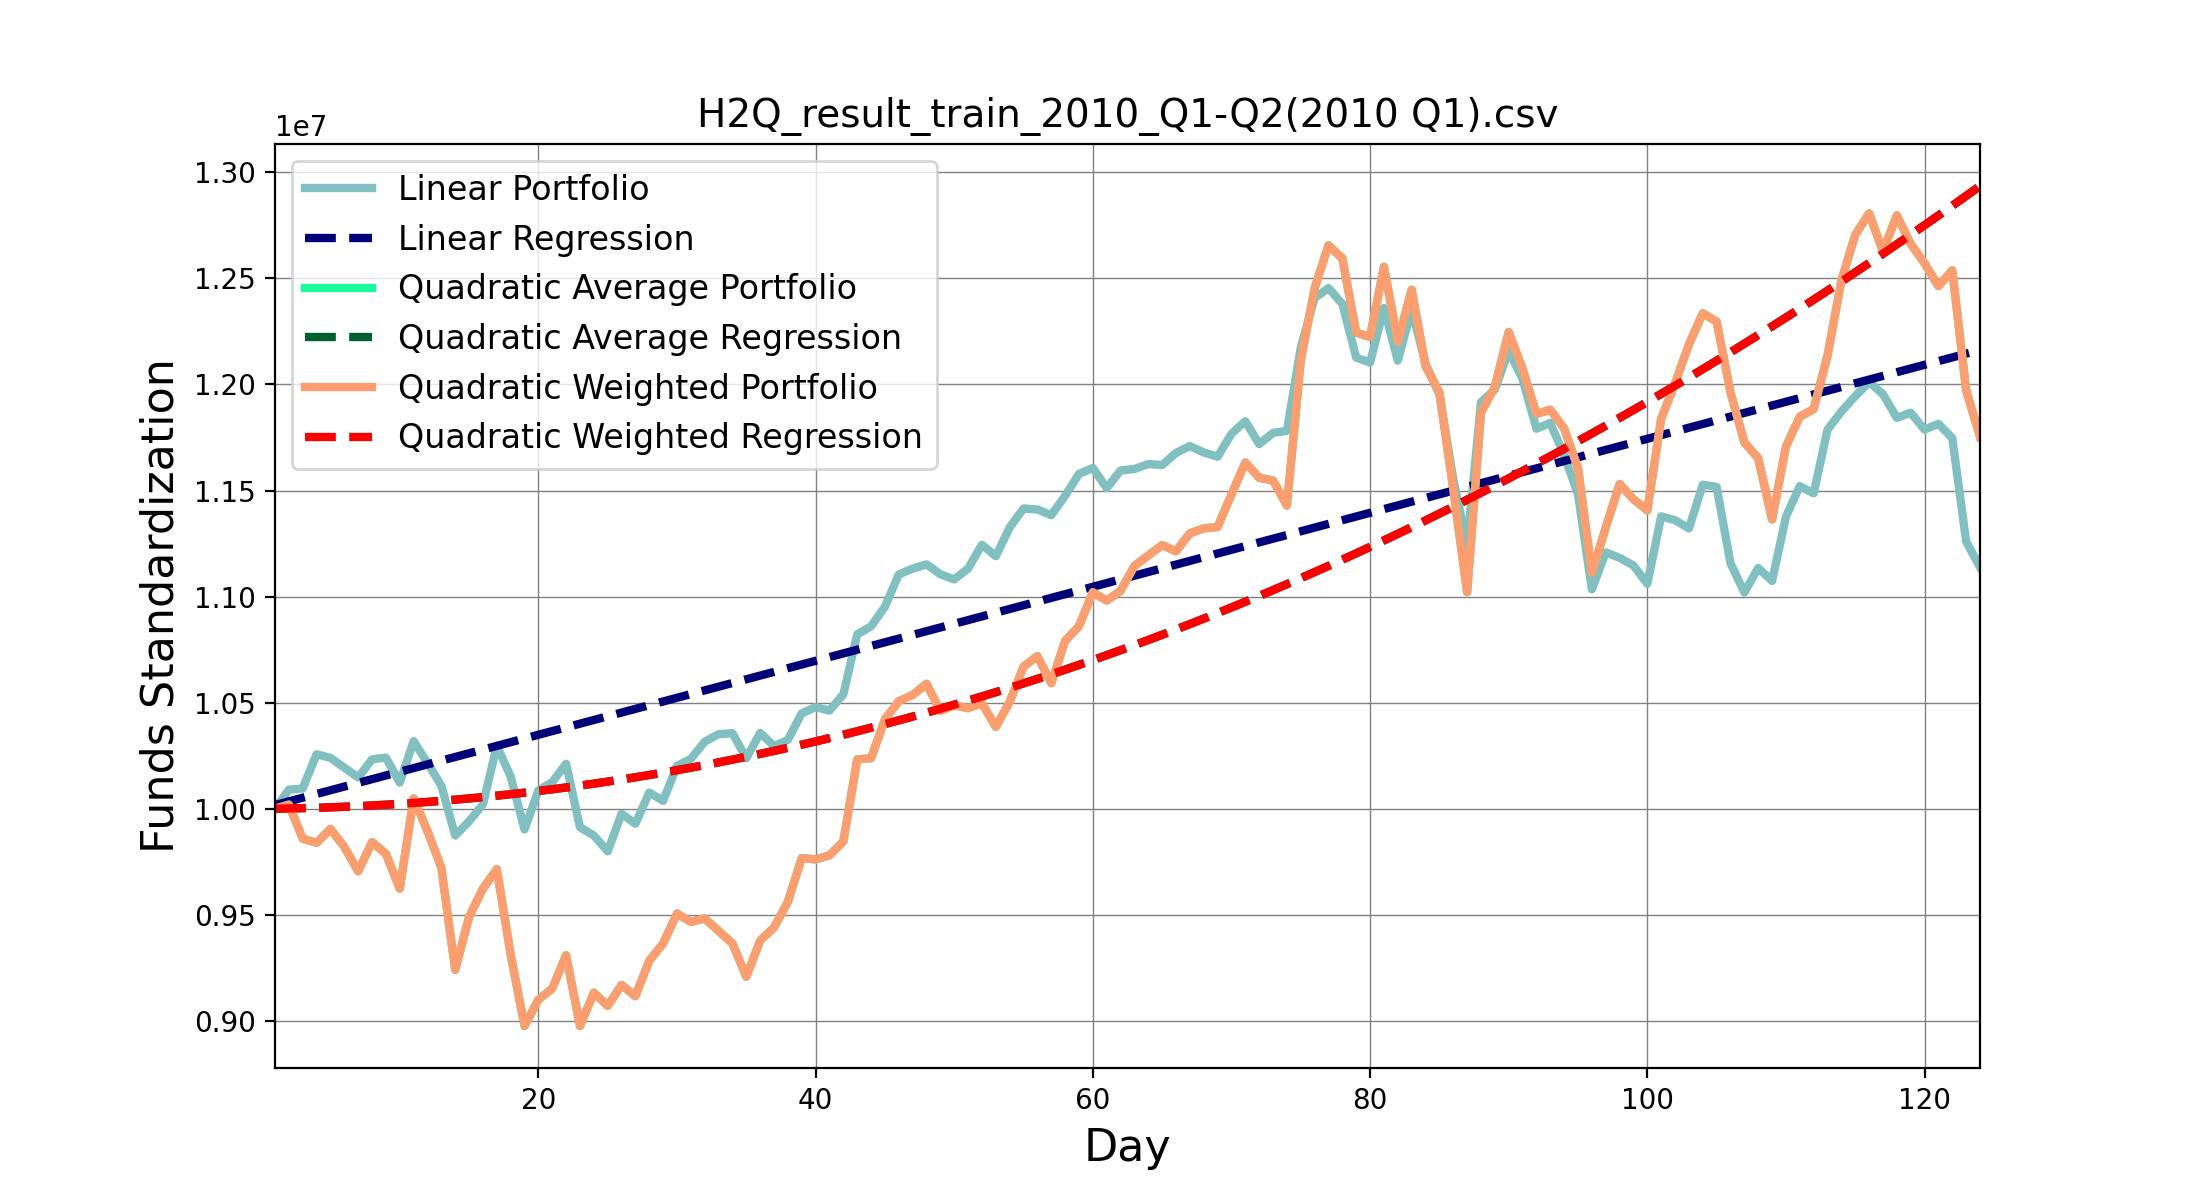 H2Q_result_train_2010_Q1-Q2(2010 Q1).csv
1e7
1.30
1.25
1.20
1.15
1.10
1.05
1.00
0.95
0.90
Funds Standardization
Linear Portfolio
Linear Regression
Quadratic Average Portfolio
Quadratic Average Regression
Quadratic Weighted Portfolio
Quadratic Weighted Regression
20 40 60 80 100 120
Day